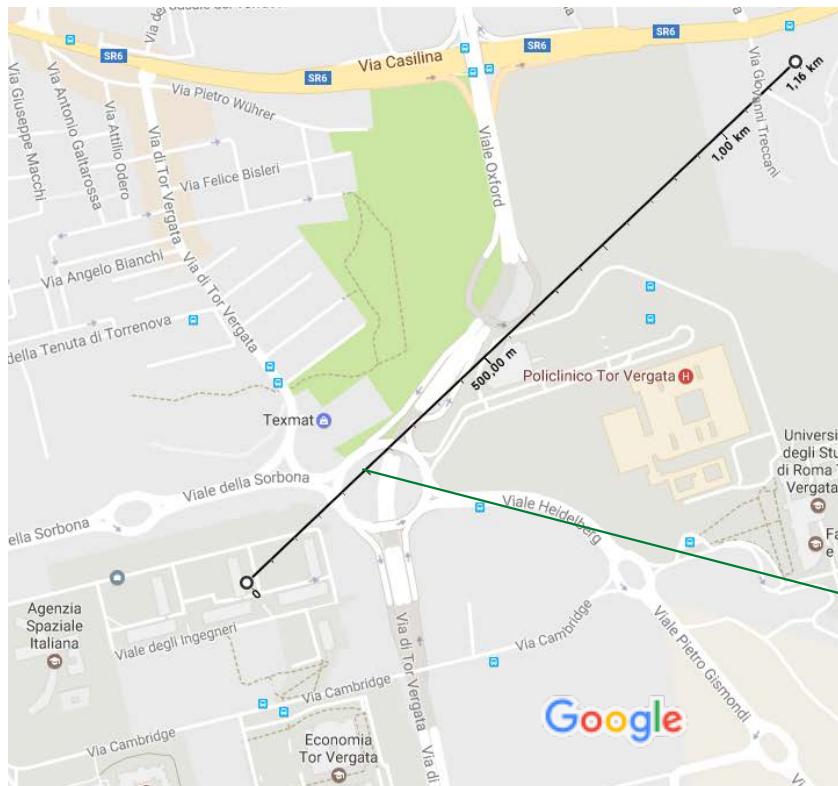 Via Casilina
SR6
SR6
SR6
SR6
Via Pietro Wührer
Via Giuseppe Macchi
Via Antonio Galtarossa
Via Attilio Odero
Via di Tor Vergata
Via Felice Bisleri
Viale Oxford
Via Giovanni Treccani
1,16 km
1,00 km
Via Angelo Bianchi
Via di Tor Vergata
della Tenuta di Torrenova
500,00 m
Policlinico Tor Vergata H
Texmat
Universi
degli Stu
di Roma T
Vergata
Viale della Sorbona
ella Sorbona
Viale Heidelberg
Fa
e
0
Agenzia
Spaziale
Italiana
Viale degli Ingegneri
Via Cambridge
Via di Tor Vergata
Viale Pietro Gismondi
Via Cambridge
Via Cambridge
Google
Economia
Tor Vergata
Via di